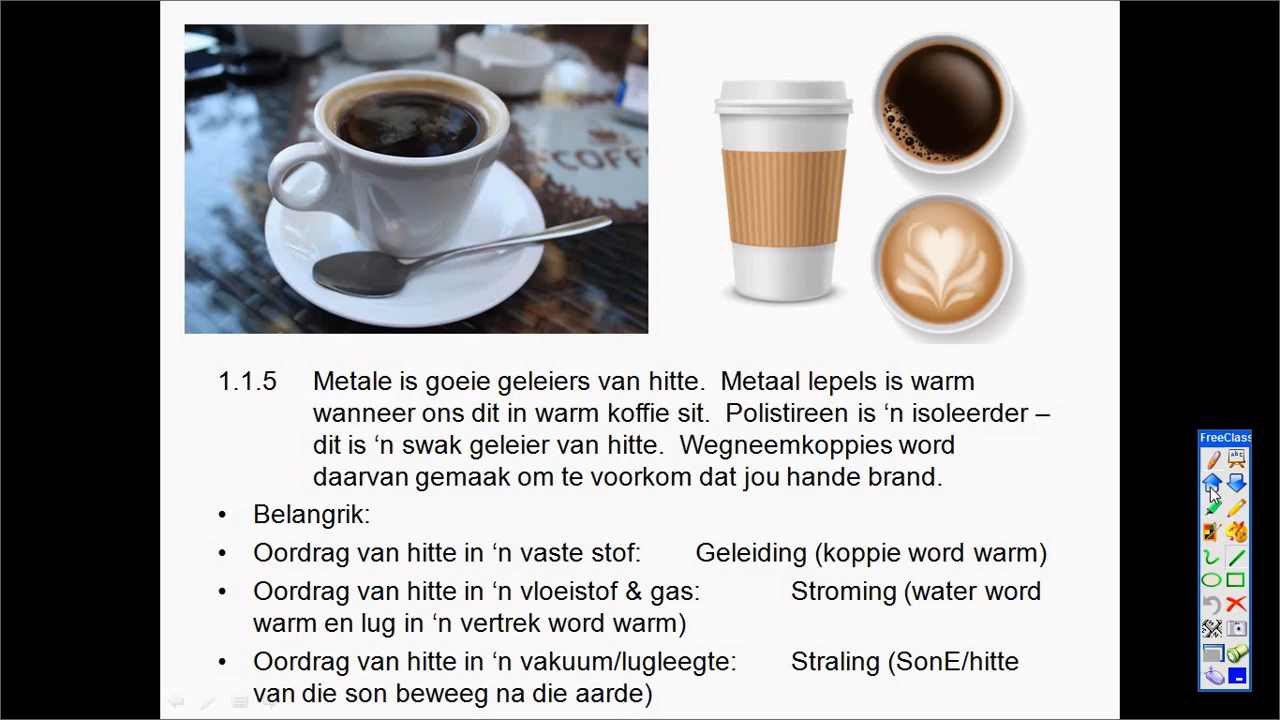 COFF
1.1.5 Metale is goeie geleiers van hitte. Metaal lepels is warm
wanneer ons dit in warm koffie sit. Polistireen is ‘n isoleerder –
dit is ‘n swak geleier van hitte. Wegneemkoppies word
daarvan gemaak om te voorkom dat jou hande brand.
• Belangrik:
• Oordrag van hitte in ‘n vaste stof: Geleiding (koppie word warm)
• Oordrag van hitte in ‘n vloeistof & gas: Stroming (water word
warm en lug in ‘n vertrek word warm)
• Oordrag van hitte in ‘n vakuum/lugleegte: Straling (SonE/hitte
van die son beweeg na die aarde)
FreeClass